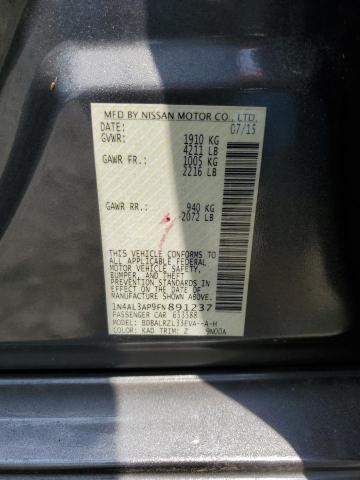 MFD BY NISSAN MOTOR CO., LTD.
DATE: 07/15
GVWR: 1910 KG
4211 LB
GAWR FR.: 1005 KG
2216 LB
GAWR RR.: 940 KG
2072 LB
THIS VEHICLE CONFORMS TO ALL
APPLICABLE FEDERAL
MOTOR VEHICLE SAFETY,
BUMPER, AND THEFT
PREVENTION STANDARDS IN
EFFECT ON THE DATE OF
MANUFACTURE SHOWN ABOVE.
1N4AL3AP9FN891237
PASSENGER CAR 653588
MODEL: BDBALRZL33EVA--A-H
COLOR: KAD TRIM: Z 9N00A